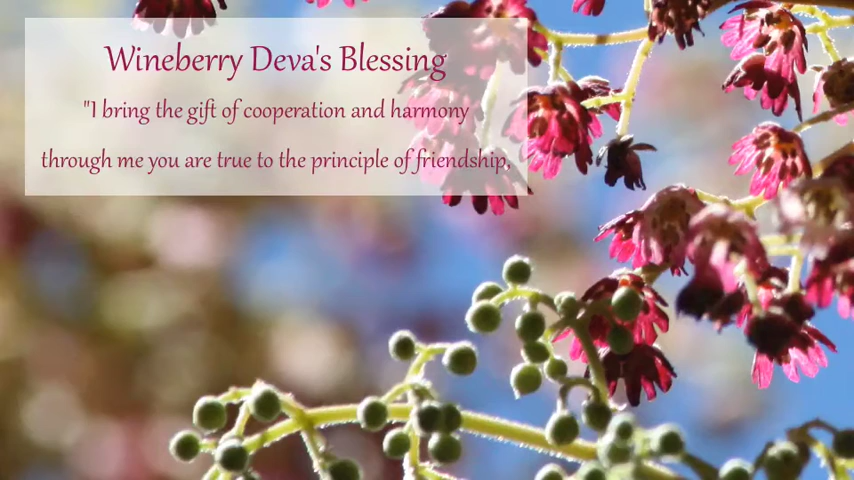 Wineberry Deva's Blessing
"I bring the gift of cooperation and harmony
through me you are true to the principle of friendship,